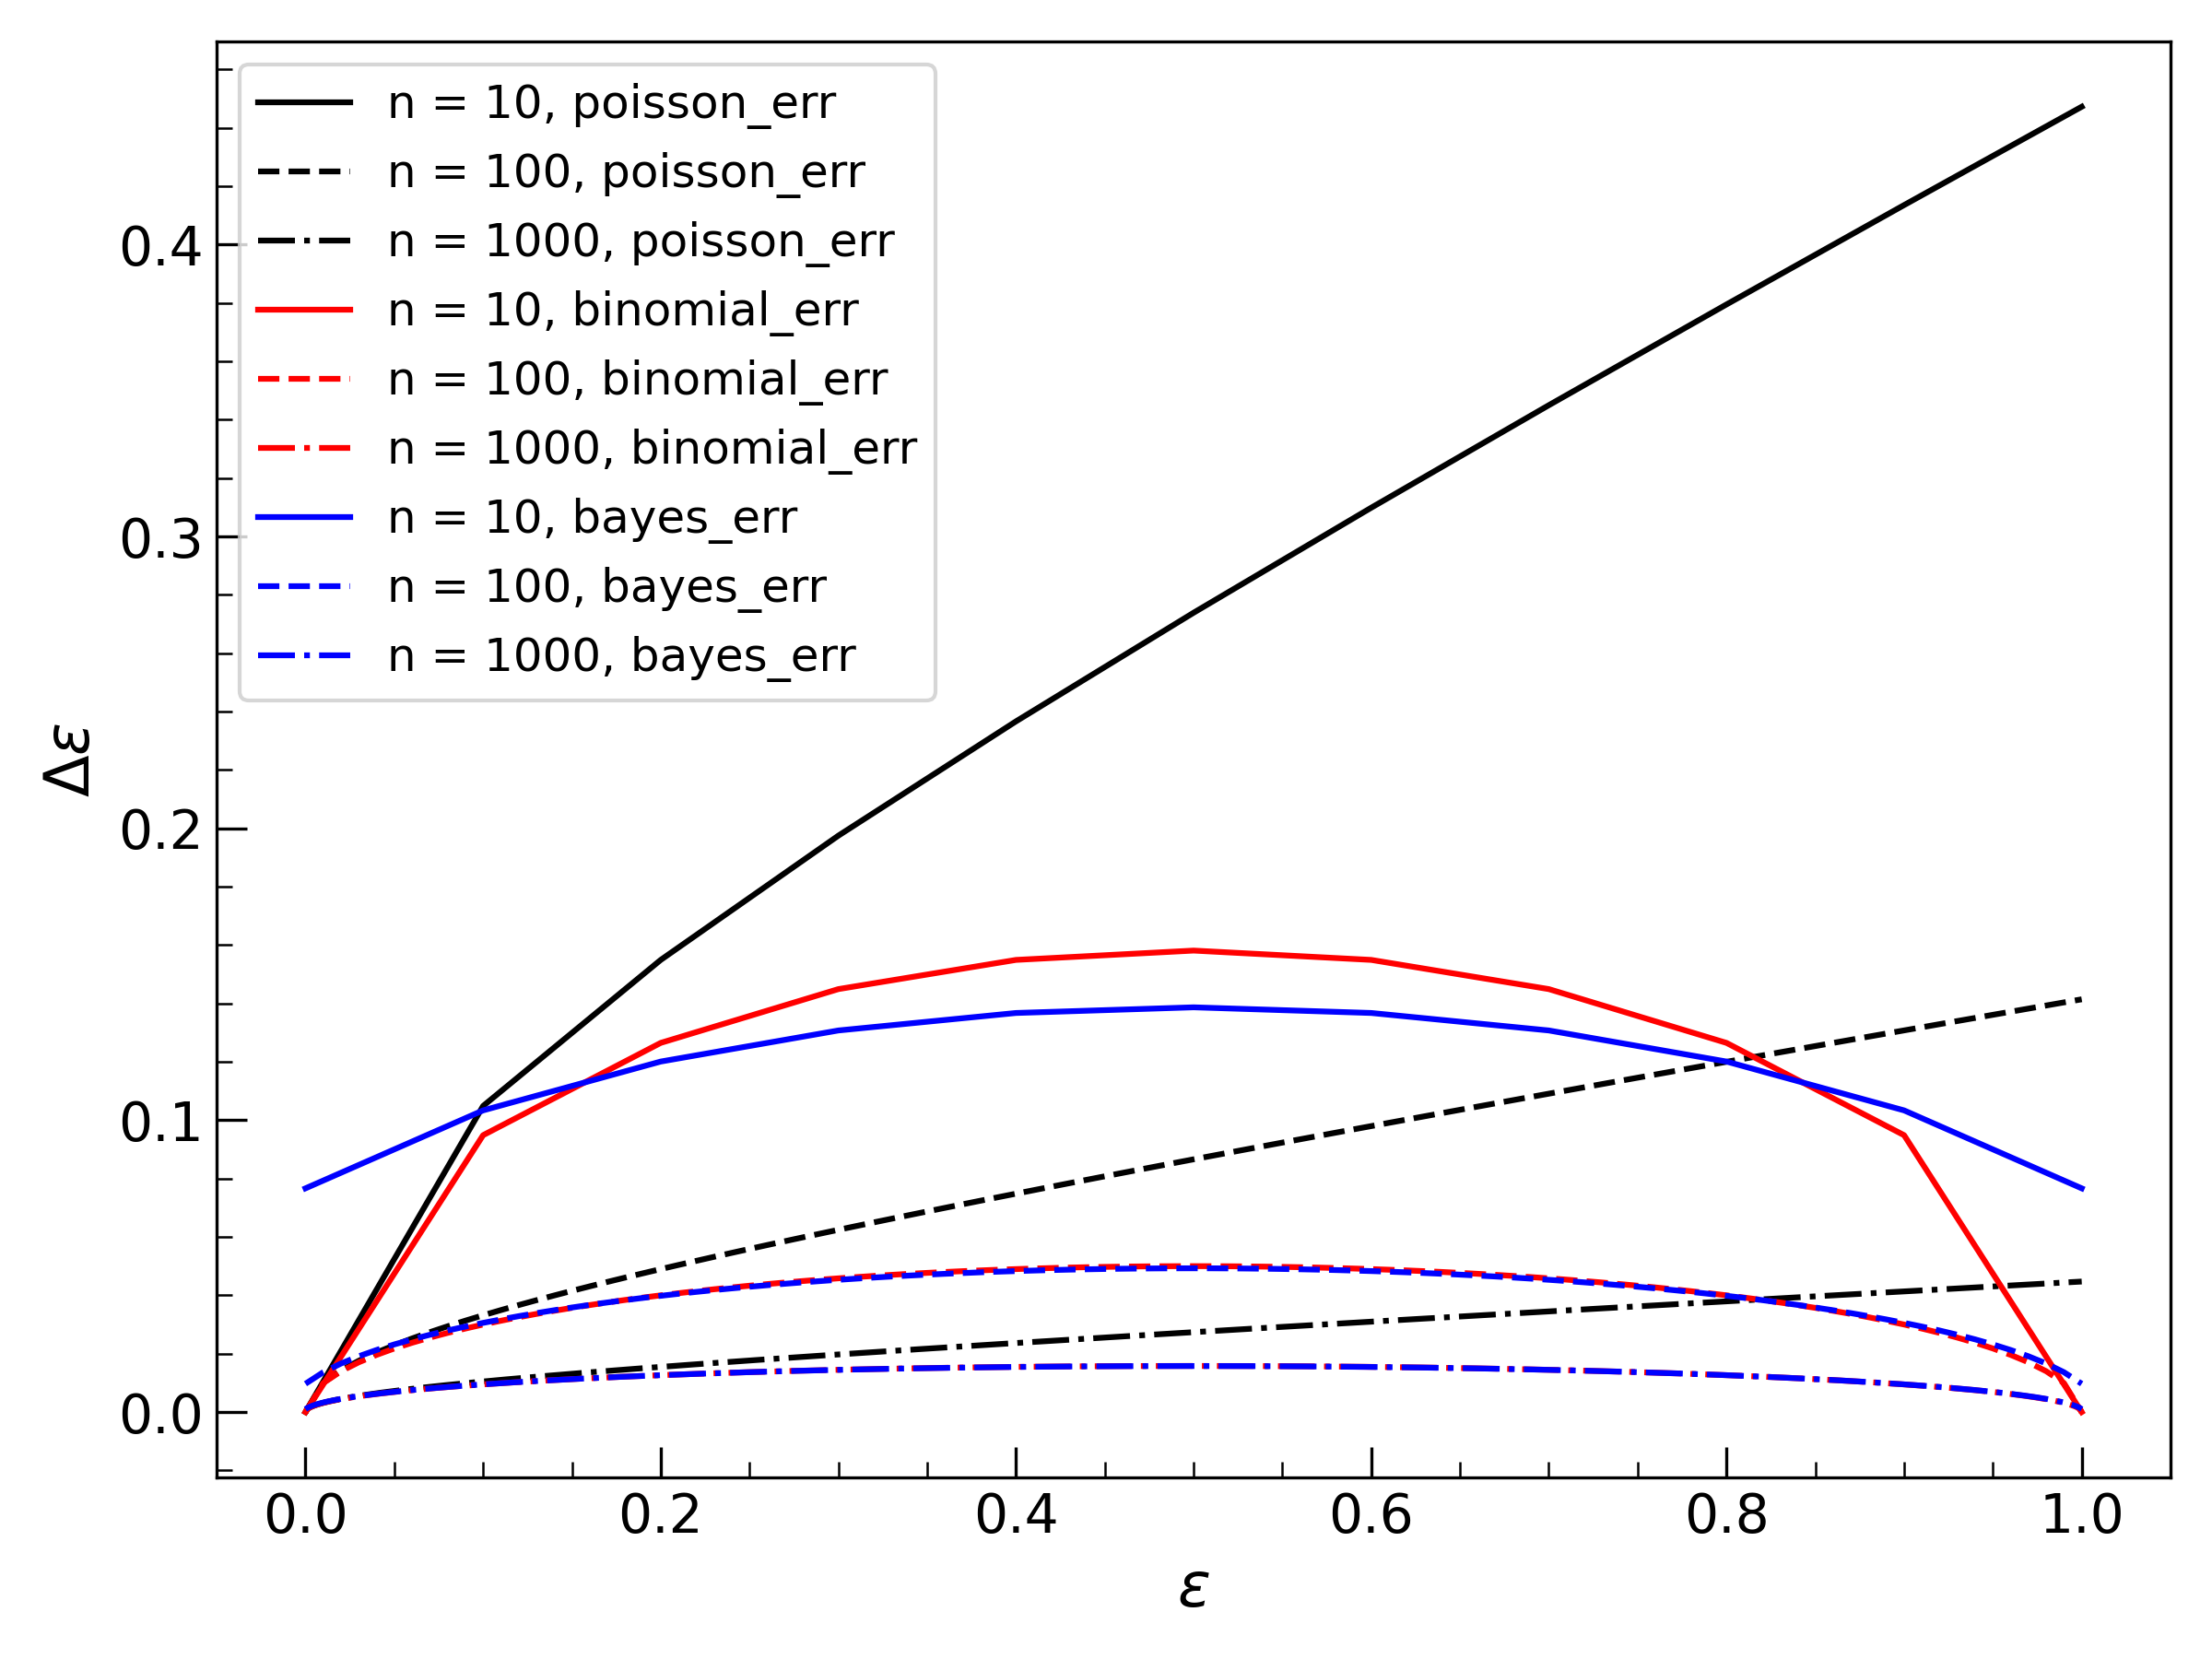 n = 10, poisson_err
n = 100, poisson_err
n = 1000, poisson_err
n = 10, binomial_err
n = 100, binomial_err
n = 1000, binomial_err
n = 10, bayes_err
n = 100, bayes_err
n = 1000, bayes_err
0.4
0.3
0.2
0.1
0.0
Δε
0.0 0.2 0.4 0.6 0.8 1.0
ε